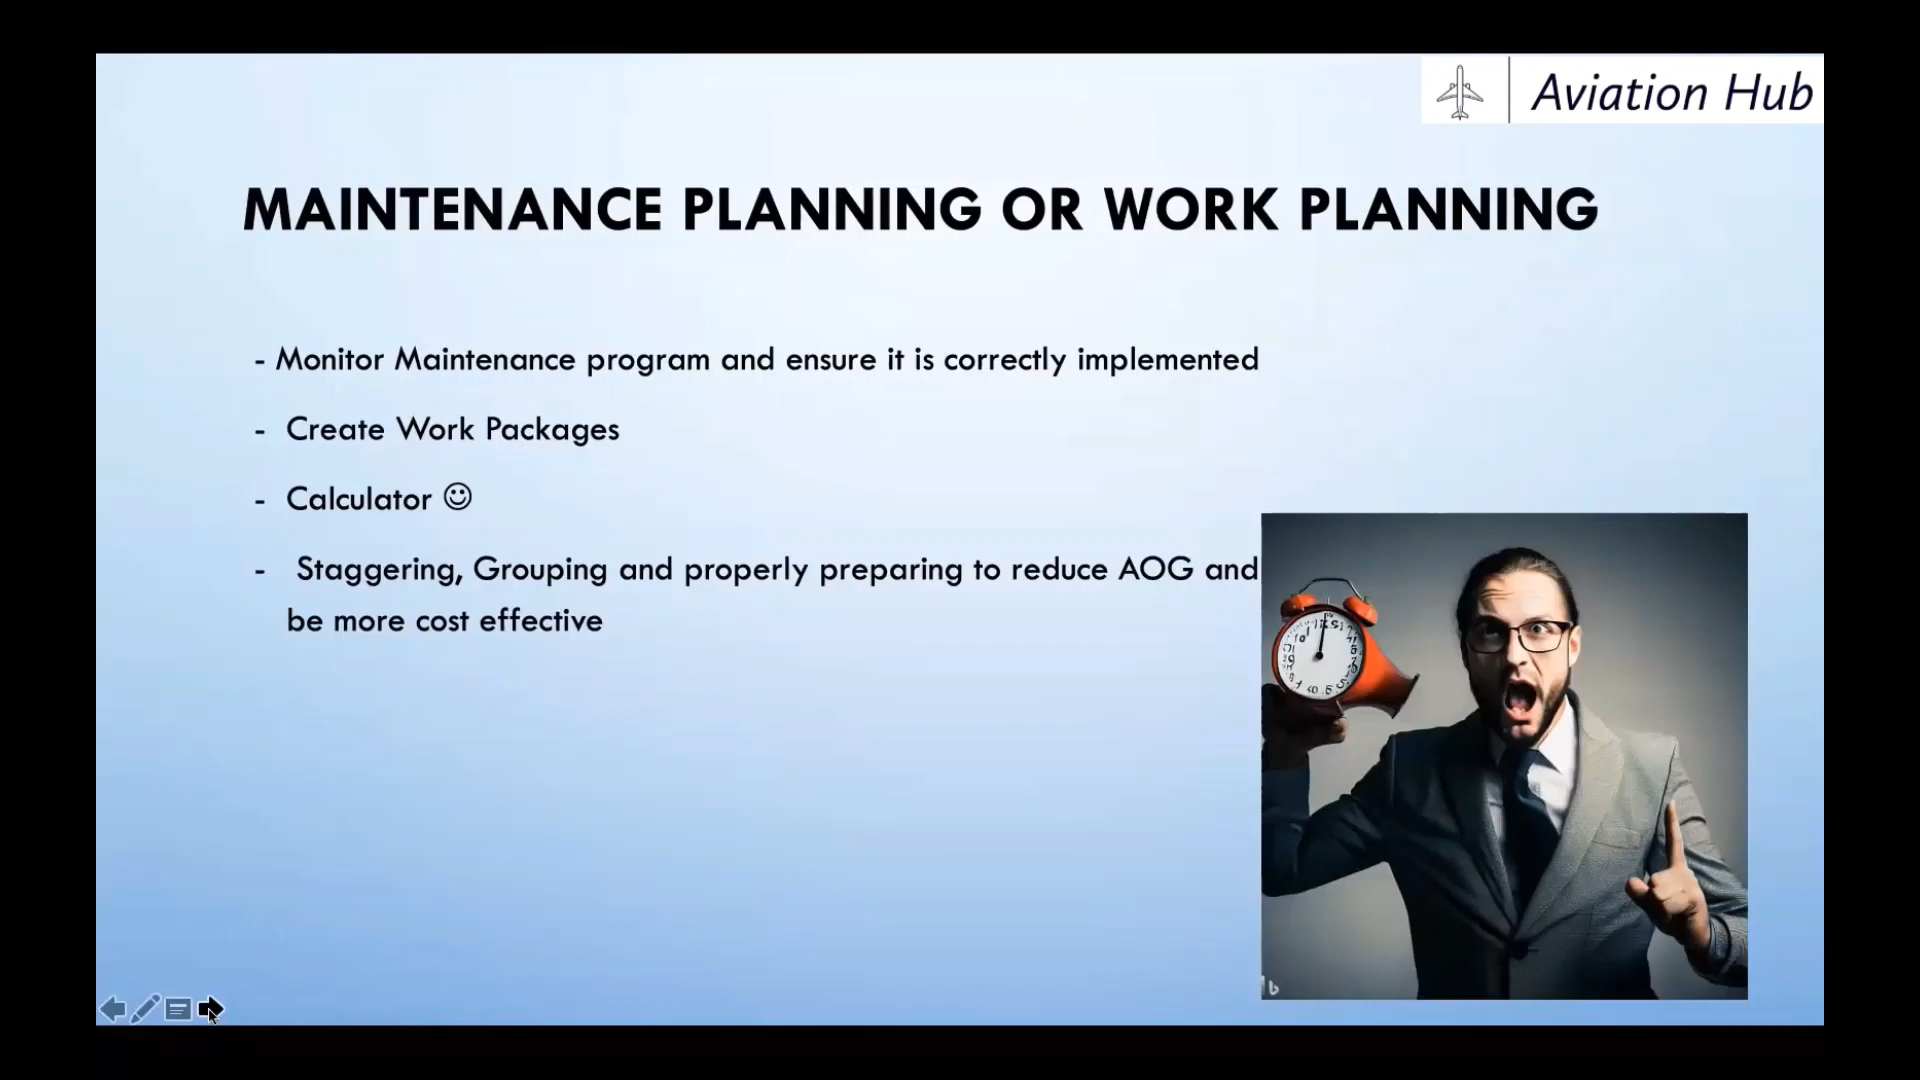 Aviation Hub
MAINTENANCE PLANNING OR WORK PLANNING
- Monitor Maintenance program and ensure it is correctly implemented
- Create Work Packages
- Calculator ☺
- Staggering, Grouping and properly preparing to reduce AOG and
be more cost effective